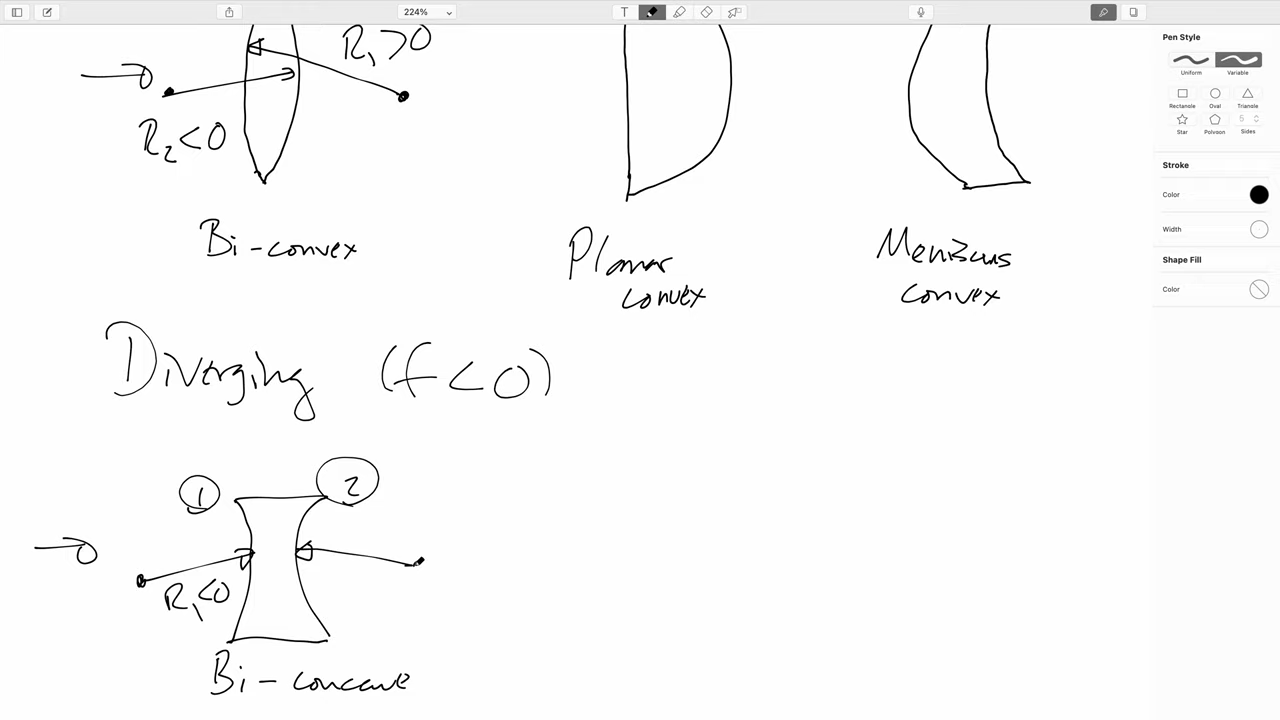 224%
T
Pen Style
Uniform Variable
Rectangle Oval Triangle
5
Star Polygon Sides
Stroke
Color
Width
Shape Fill
Color
R₁ > 0
R₂ < 0
Bi-convex
Planar
convex
Meniscus
convex
Diverging (f < 0)
1 2
R₁ < 0
Bi-concave